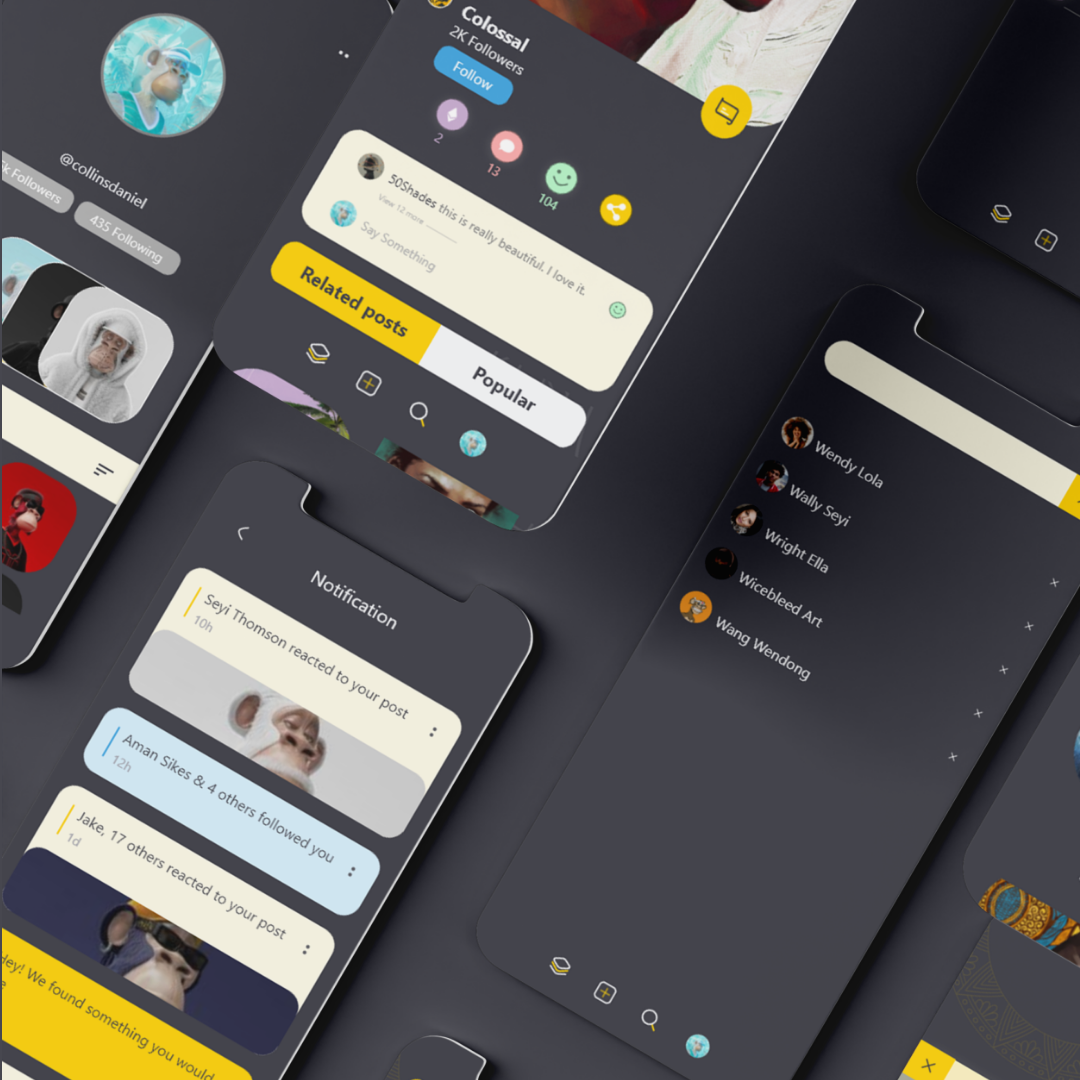 @collinsdaniel
k Followers
435 Following
Colossal
2K Followers
Follow
2
13
104
50Shades this is really beautiful. I love it.
View 12 more
Say Something
Related posts
Popular
Notification
Seyi Thomson reacted to your post
10h
Aman Sikes & 4 others followed you
12h
Jake, 17 others reacted to your post
1d
Hey! We found something you would
e
Wendy Lola
Wally Seyi
Wright Ella
Wicebleed Art
Wang Wendong